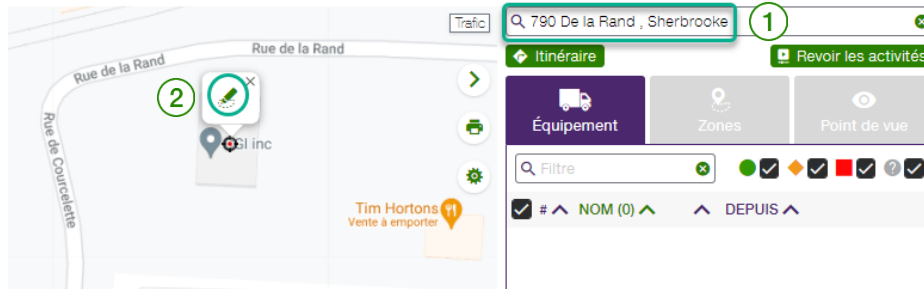 Trafic
Rue de la Rand
Rue de la Rand
Rue de Courcelette
2
GI inc
Tim Hortons
Vente à emporter
790 De la Rand , Sherbrooke
1
Itinéraire
Revoir les activités
Équipement
Zones
Point de vue
Filtre
?
# NOM (0) DEPUIS